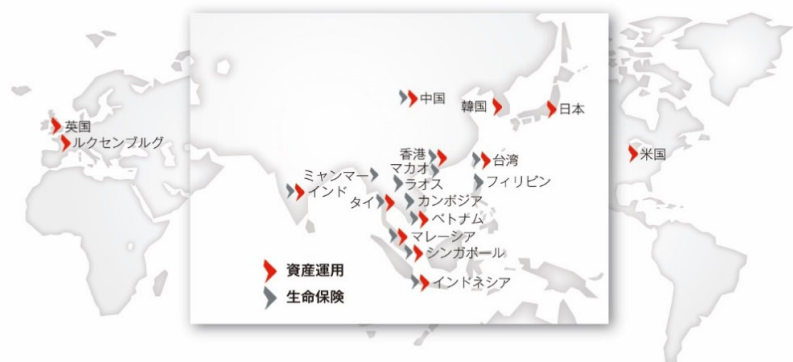 中国
韓国
日本
英国
ルクセンブルグ
香港
マカオ
台湾
米国
ミャンマー
ラオス
フィリピン
インド
タイ
カンボジア
ベトナム
マレーシア
シンガポール
資産運用
インドネシア
生命保険